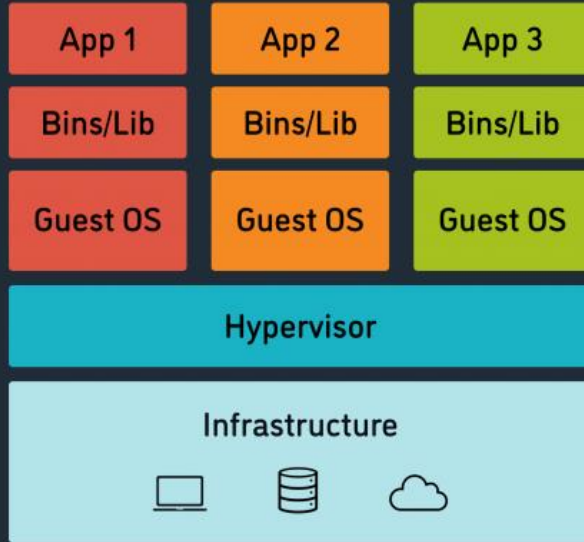 App 1 App 2 App 3
Bins/Lib Bins/Lib Bins/Lib
Guest OS Guest OS Guest OS
Hypervisor
Infrastructure